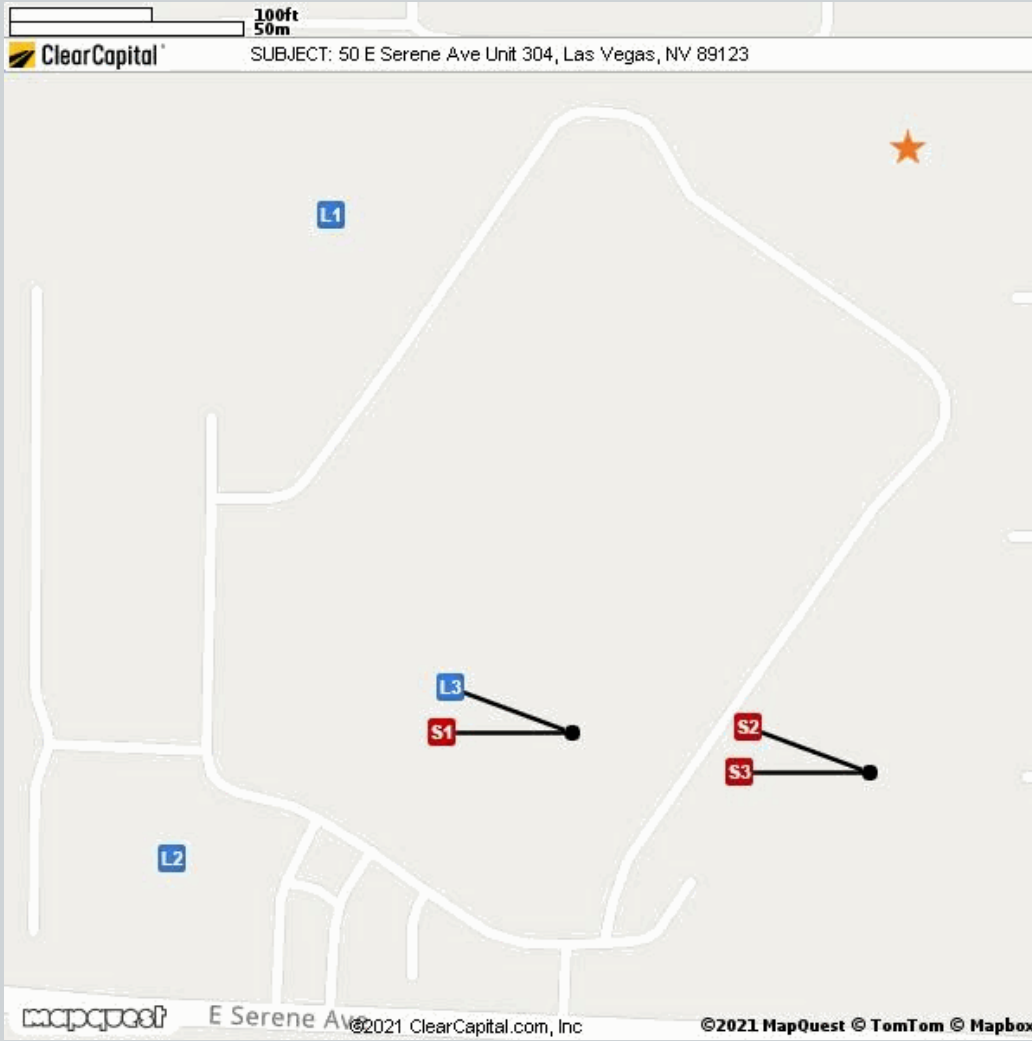 100ft
50m
ClearCapital SUBJECT: 50 E Serene Ave Unit 304, Las Vegas, NV 89123
L1
L3
S1
S2
S3
L2
mapquest E Serene Ave ©2021 ClearCapital.com, Inc ©2021 MapQuest © TomTom © Mapbox